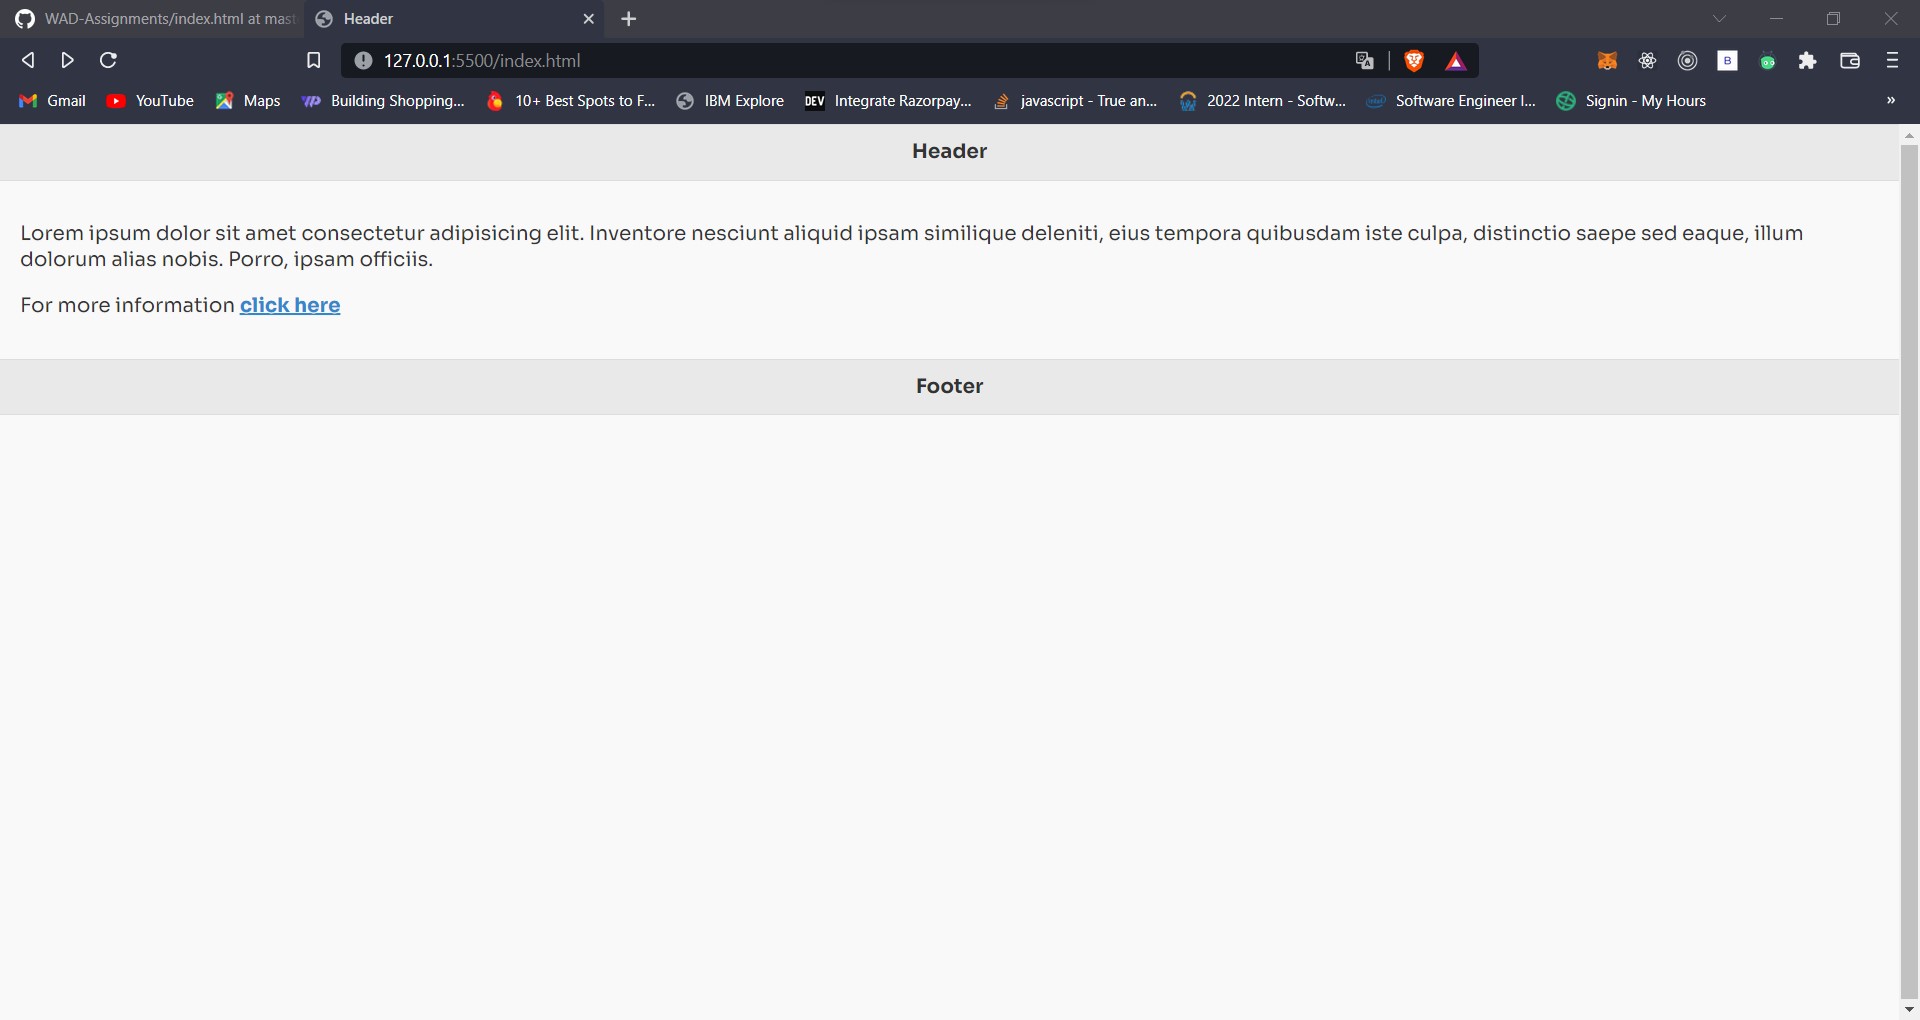 WAD-Assignments/index.html at mast
Header
127.0.0.1:5500/index.html
B
Gmail
YouTube
Maps
Building Shopping...
10+ Best Spots to F...
IBM Explore
DEV
Integrate Razorpay...
javascript - True an...
2022 Intern - Softw...
intel
Software Engineer I...
Signin - My Hours
»
Header
Lorem ipsum dolor sit amet consectetur adipisicing elit. Inventore nesciunt aliquid ipsam similique deleniti, eius tempora quibusdam iste culpa, distinctio saepe sed eaque, illum
dolorum alias nobis. Porro, ipsam officiis.
For more information click here
Footer